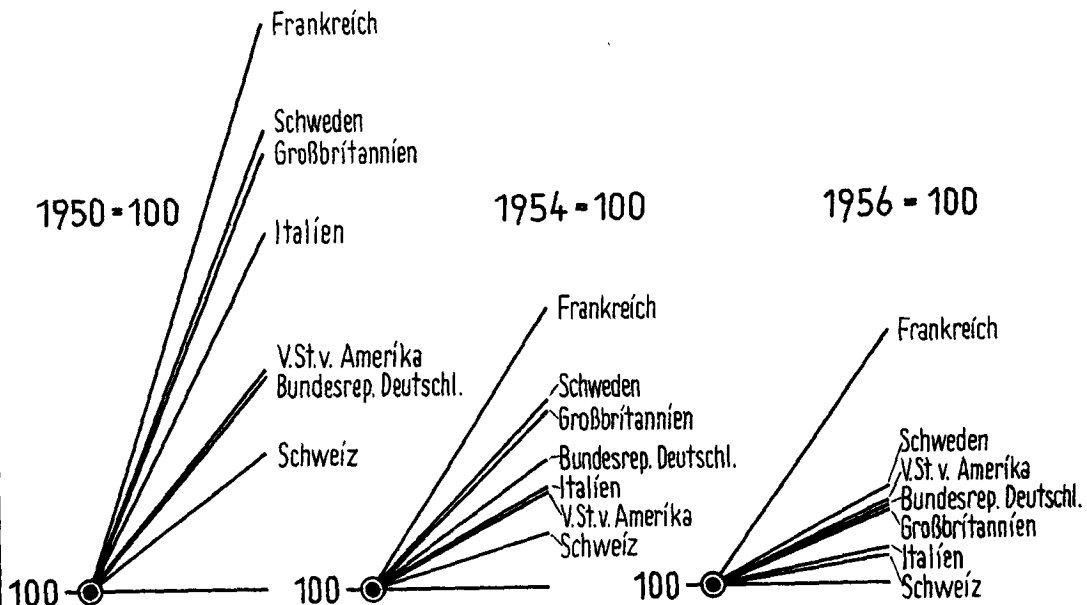 1950 = 100
Frankreich
Schweden
Großbritannien
Italien
V.St.v. Amerika
Bundesrep. Deutschl.
Schweiz
100
1954 = 100
Frankreich
Schweden
Großbritannien
Bundesrep. Deutschl.
Italien
V.St.v. Amerika
Schweiz
100
1956 = 100
Frankreich
Schweden
V.St.v. Amerika
Bundesrep. Deutschl.
Großbritannien
Italien
Schweiz
100